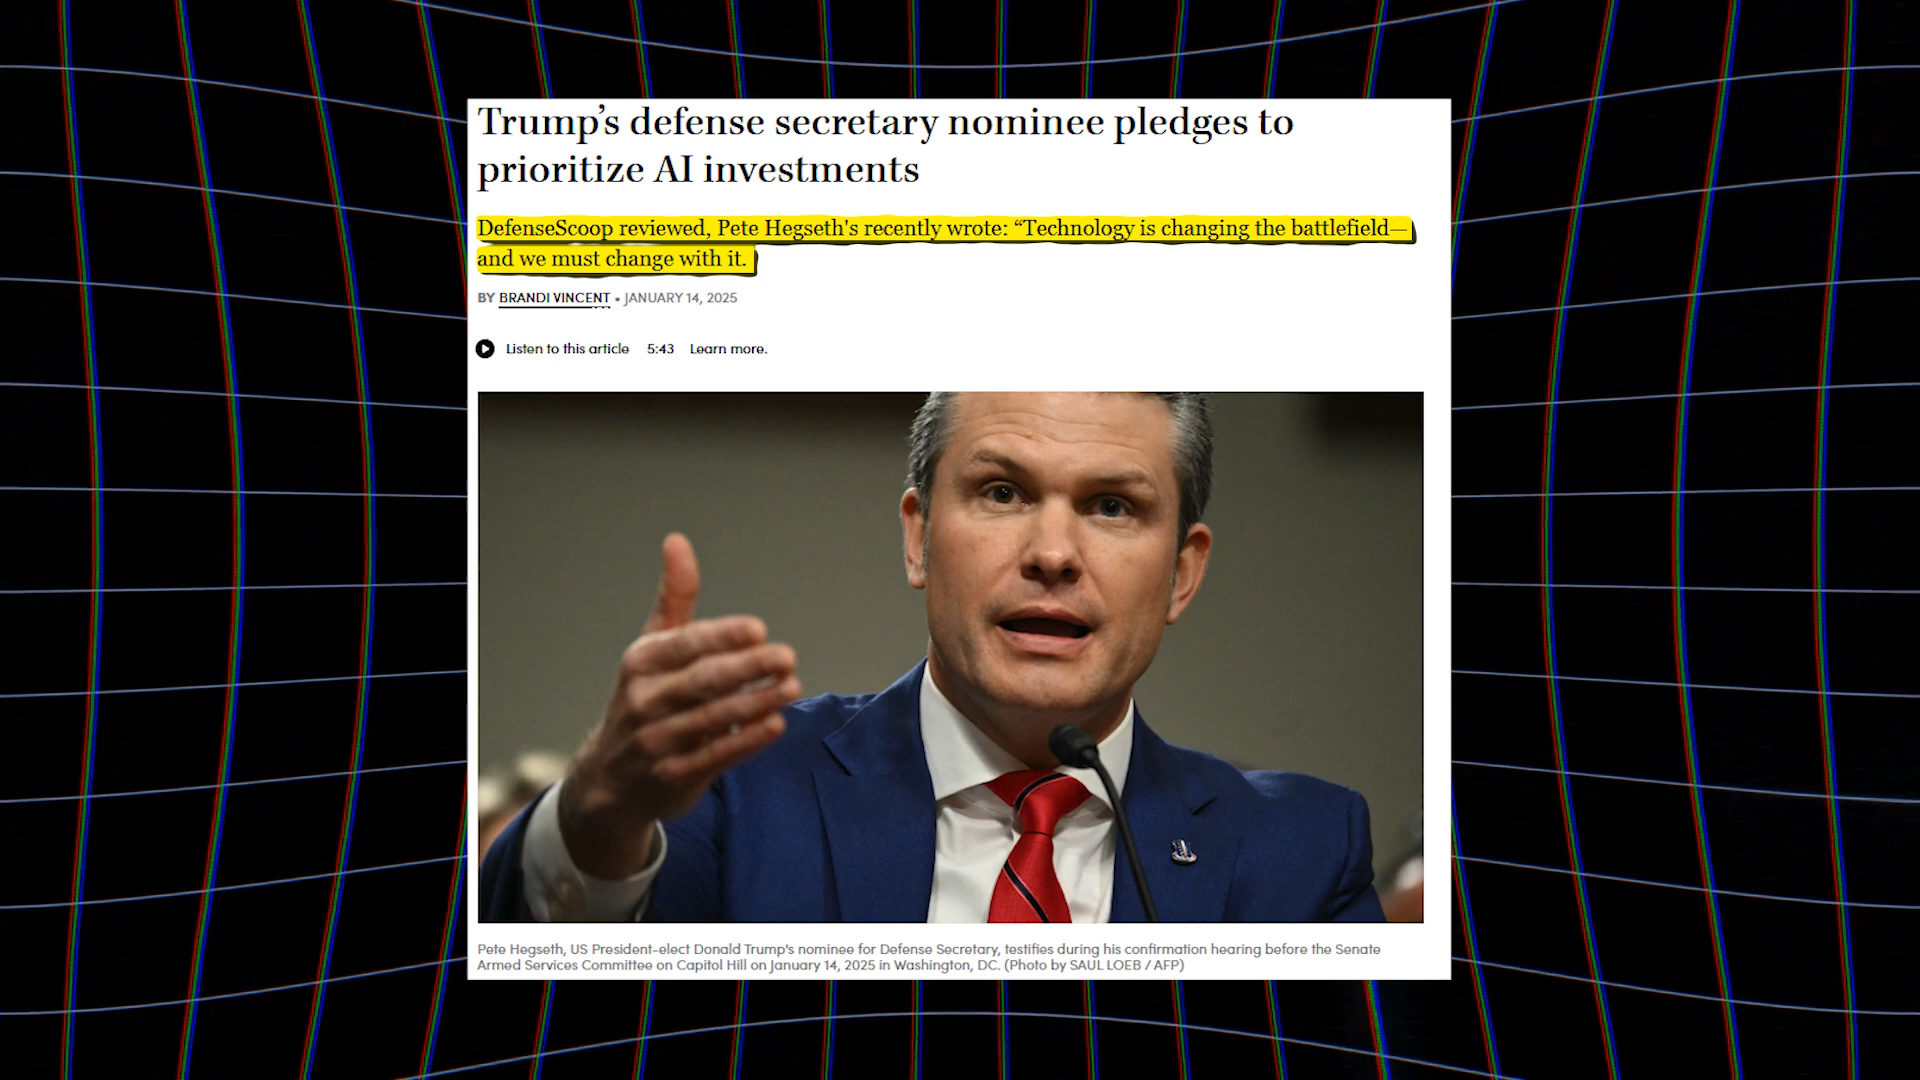 Trump’s defense secretary nominee pledges to
prioritize AI investments
DefenseScoop reviewed, Pete Hegseth's recently wrote: “Technology is changing the battlefield—
and we must change with it.
BY BRANDI VINCENT • JANUARY 14, 2025
Listen to this article 5:43 Learn more.
Pete Hegseth, US President-elect Donald Trump's nominee for Defense Secretary, testifies during his confirmation hearing before the Senate
Armed Services Committee on Capitol Hill on January 14, 2025 in Washington, DC. (Photo by SAUL LOEB / AFP)